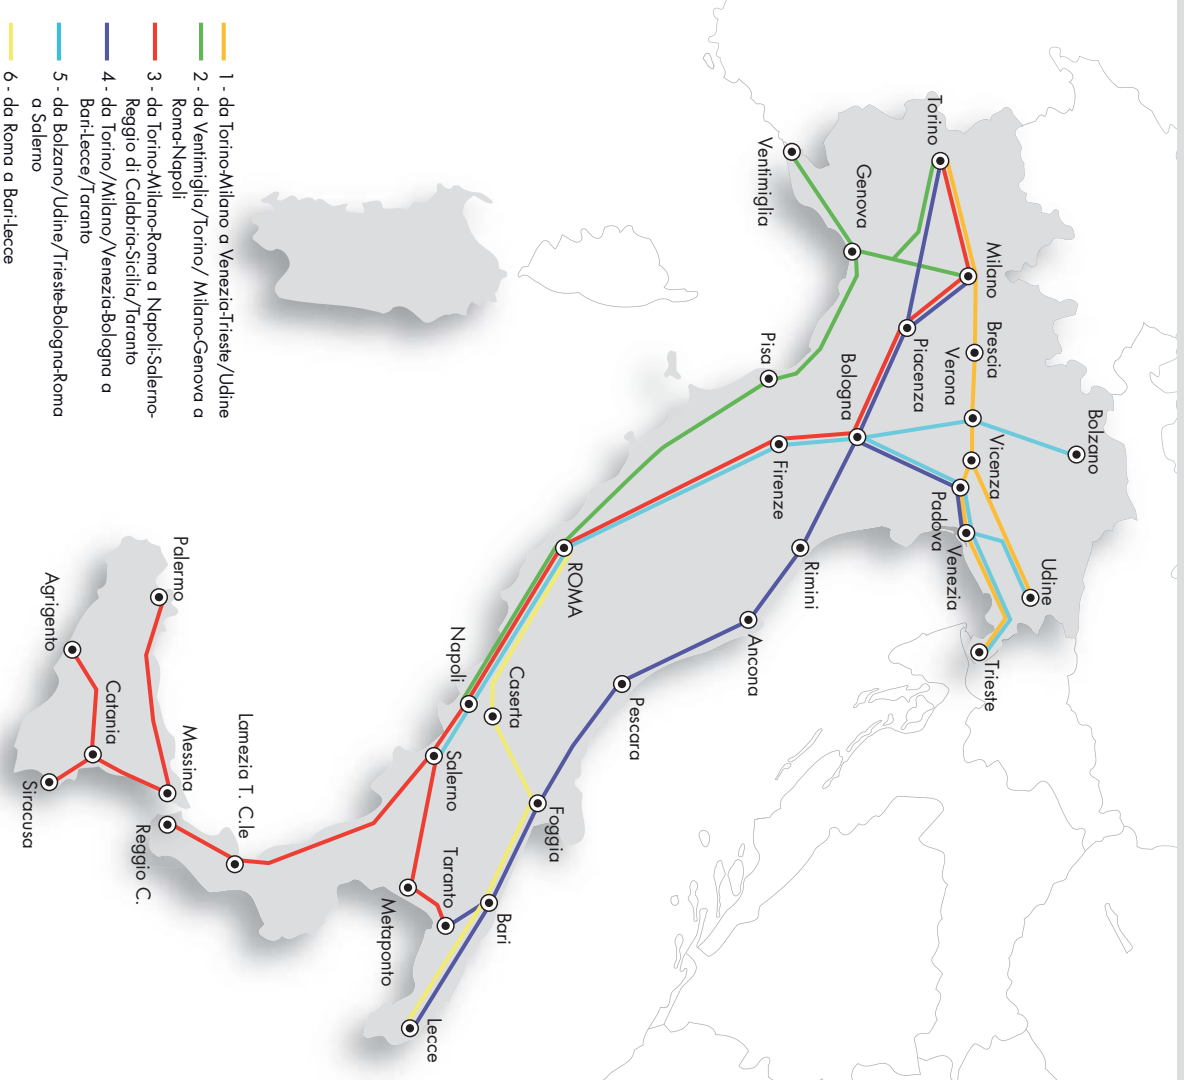 1 - da Torino-Milano a Venezia-Trieste/Udine
2 - da Ventimiglia/Torino/ Milano-Genova a
Roma-Napoli
3 - da Torino-Milano-Roma a Napoli-Salerno-
Reggio di Calabria-Sicilia/Taranto
4 - da Torino/Milano/Venezia-Bologna a
Bari-Lecce/Taranto
5 - da Bolzano/Udine/Trieste-Bologna-Roma
a Salerno
6 - da Roma a Bari-Lecce
Bolzano
Udine
Trieste
Torino
Milano
Brescia
Verona
Vicenza
Padova
Venezia
Piacenza
Genova
Ventimiglia
Bologna
Pisa
Firenze
Rimini
Ancona
Pescara
ROMA
Napoli
Caserta
Foggia
Salerno
Bari
Taranto
Metaponto
Lecce
Lamezia T. C.le
Reggio C.
Messina
Palermo
Catania
Agrigento
Siracusa